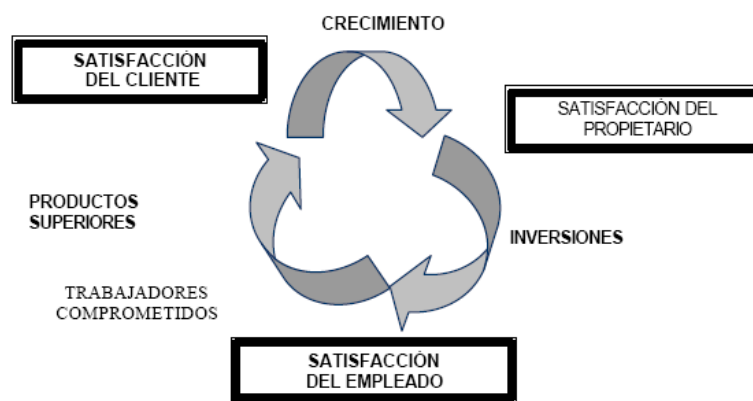 CRECIMIENTO
SATISFACCIÓN
DEL CLIENTE
SATISFACCIÓN DEL
PROPIETARIO
PRODUCTOS
SUPERIORES
INVERSIONES
TRABAJADORES
COMPROMETIDOS
SATISFACCIÓN
DEL EMPLEADO